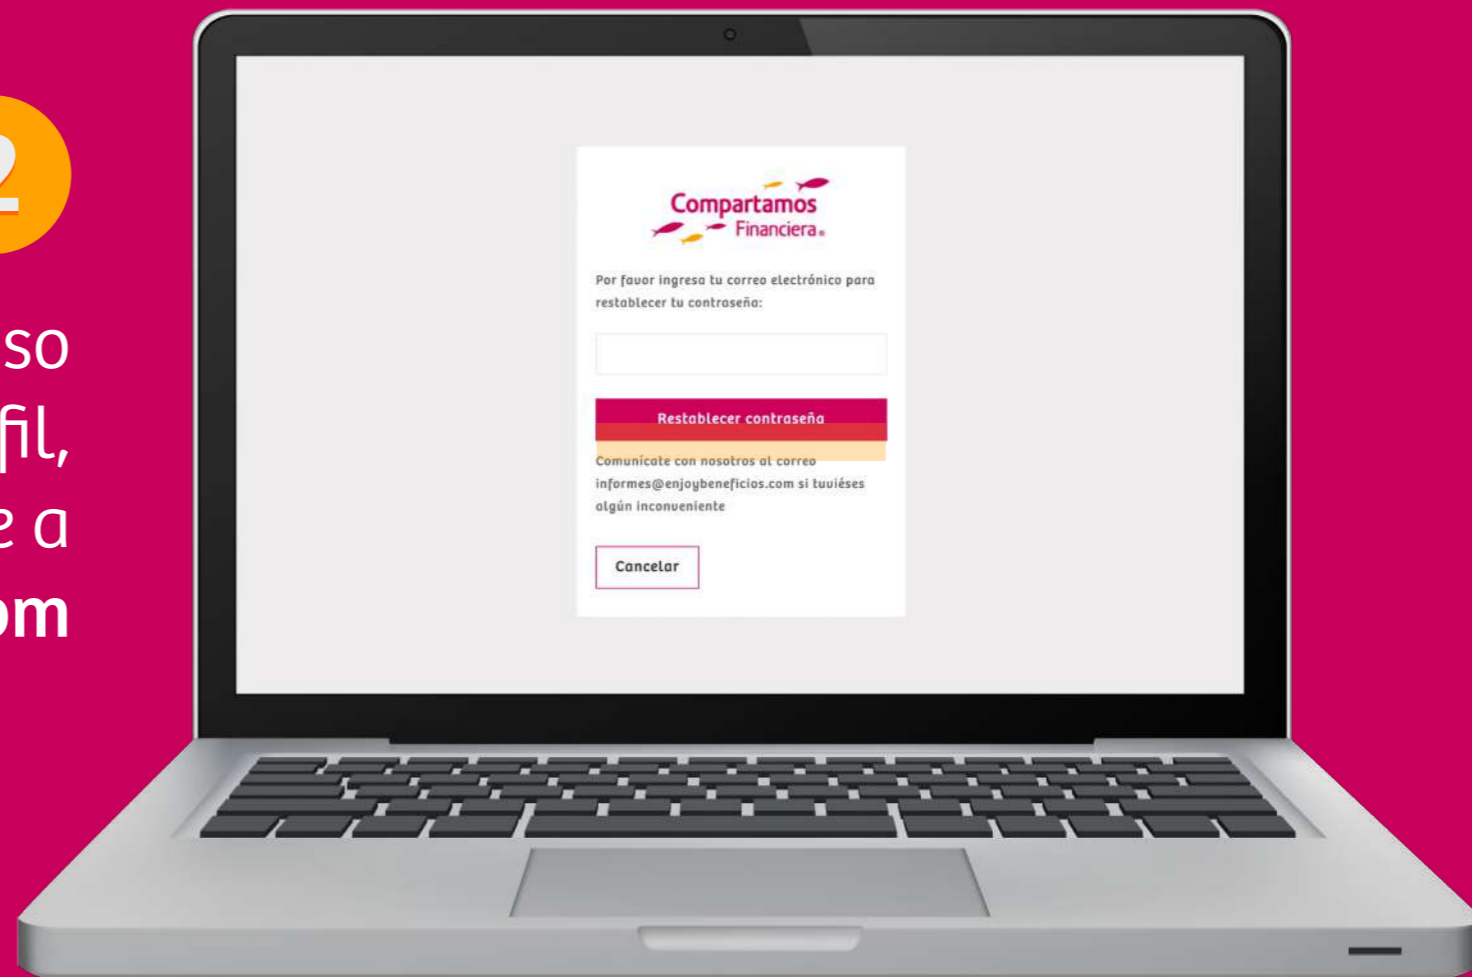 2
so
fil,
e a
om
Compartamos
Financiera
Por favor ingresa tu correo electrónico para
restablecer tu contraseña:
Restablecer contraseña
Comunícate con nosotros al correo
informes@enjoybeneficios.com si tuviéses
algún inconveniente
Cancelar